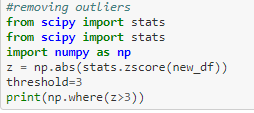 #removing outliers
from scipy import stats
from scipy import stats
import numpy as np
z = np.abs(stats.zscore(new_df))
threshold=3
print(np.where(z>3))